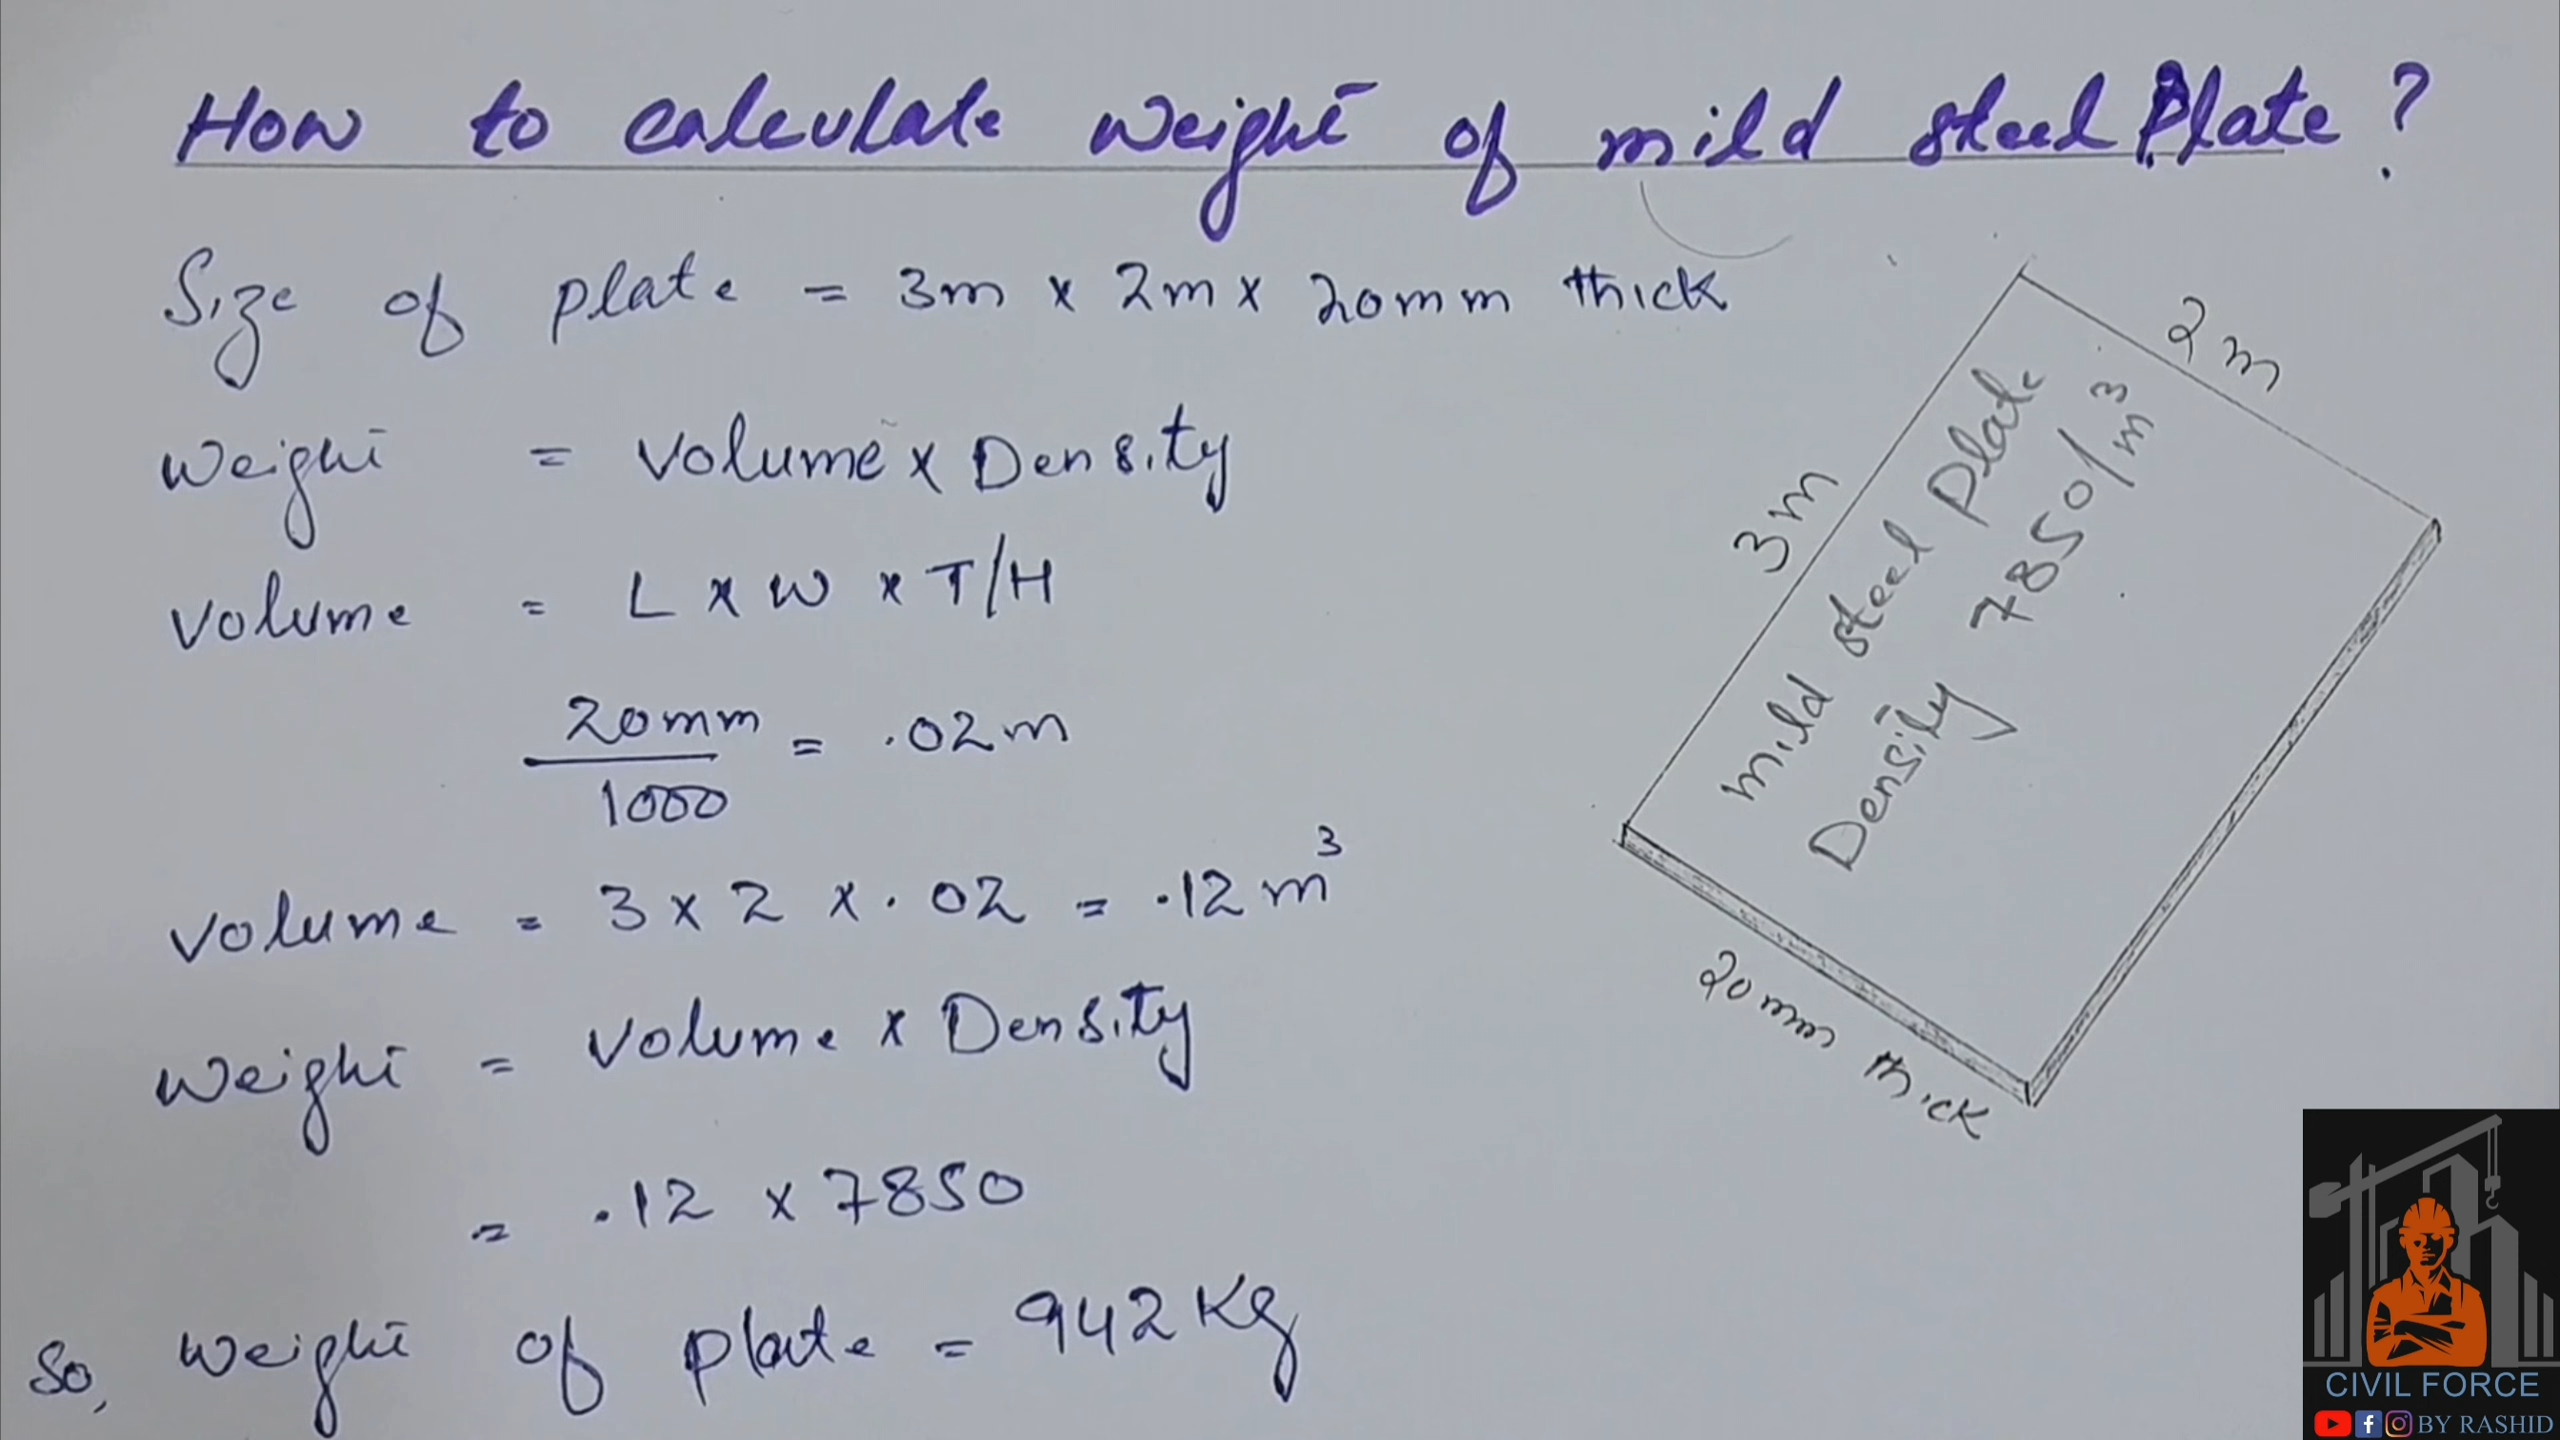 How to calculate weight of mild steel Plate?
Size of plate = 3m x 2m x 20mm thick
weight = volume x Density
volume = L x W x T/H
20mm
1000
= .02m
volume = 3 x 2 x .02 = .12 m³
weight = volume x Density
= .12 x 7850
So, weight of plate = 942 Kg
2m
3m
mild steel plate
Density 7850/m³
20mm thick
CIVIL FORCE
BY RASHID